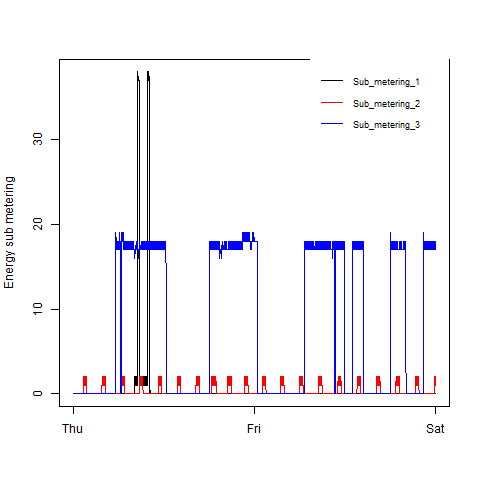 Sub_metering_1
Sub_metering_2
Sub_metering_3
Energy sub metering
30
20
10
0
Thu Fri Sat